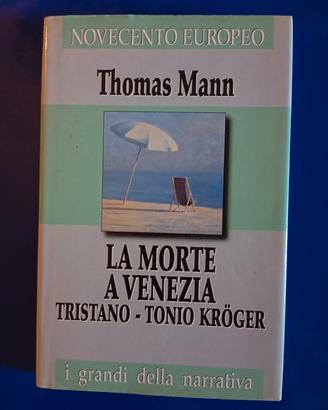 NOVECENTO EUROPEO
Thomas Mann
LA MORTE
A VENEZIA
TRISTANO - TONIO KRÖGER
i grandi della narrativa